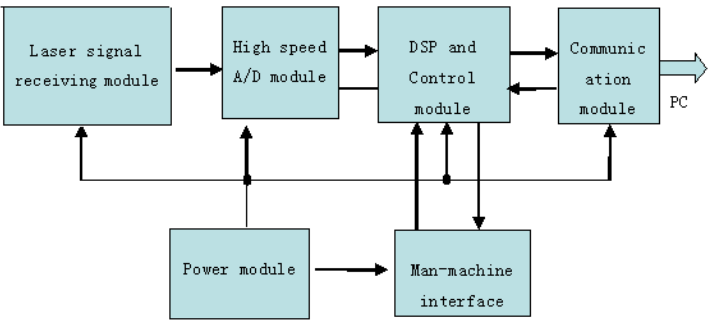 Laser signal
receiving module
High speed
A/D module
DSP and
Control
module
Communic
ation
module
PC
Power module
Man-machine
interface